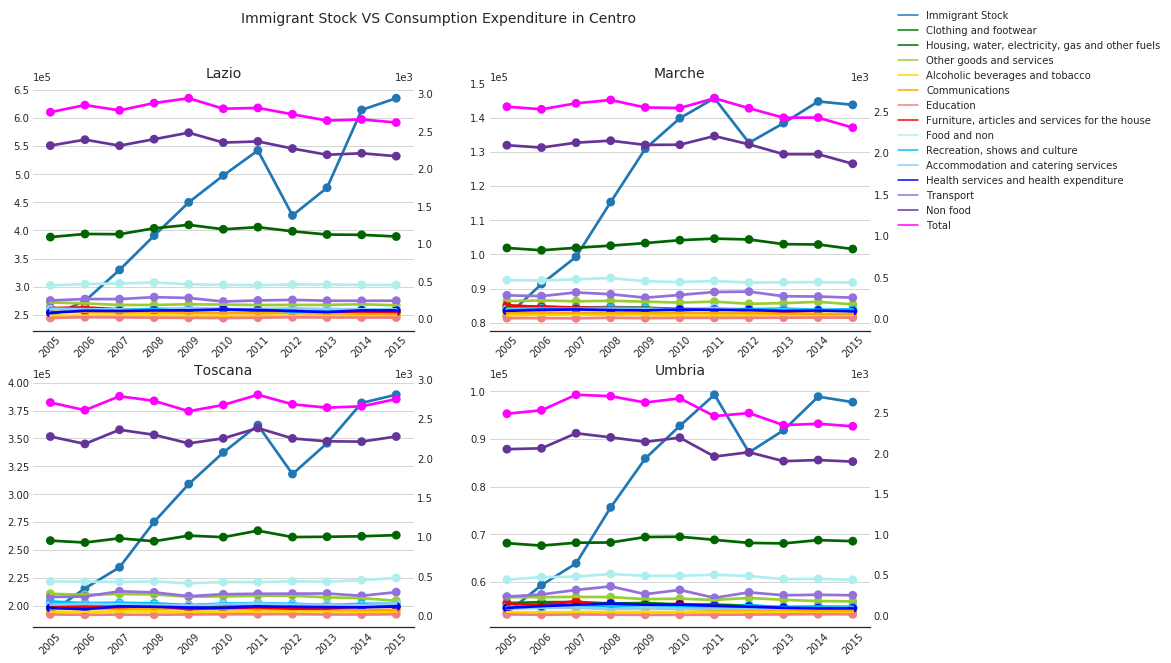 Immigrant Stock VS Consumption Expenditure in Centro
Immigrant Stock
Clothing and footwear
Housing, water, electricity, gas and other fuels
Other goods and services
Alcoholic beverages and tobacco
Communications
Education
Furniture, articles and services for the house
Food and non
Recreation, shows and culture
Accommodation and catering services
Health services and health expenditure
Transport
Non food
Total
Lazio
1e5
1e3
6.5
6.0
5.5
5.0
4.5
4.0
3.5
3.0
2.5
3.0
2.5
2.0
1.5
1.0
0.5
0.0
2005 2006 2007 2008 2009 2010 2011 2012 2013 2014 2015
Marche
1e5
1e3
1.5
1.4
1.3
1.2
1.1
1.0
0.9
0.8
2.5
2.0
1.5
1.0
0.5
0.0
2005 2006 2007 2008 2009 2010 2011 2012 2013 2014 2015
Toscana
1e5
1e3
4.00
3.75
3.50
3.25
3.00
2.75
2.50
2.25
2.00
3.0
2.5
2.0
1.5
1.0
0.5
0.0
2005 2006 2007 2008 2009 2010 2011 2012 2013 2014 2015
Umbria
1e5
1e3
1.0
0.9
0.8
0.7
0.6
2.5
2.0
1.5
1.0
0.5
0.0
2005 2006 2007 2008 2009 2010 2011 2012 2013 2014 2015